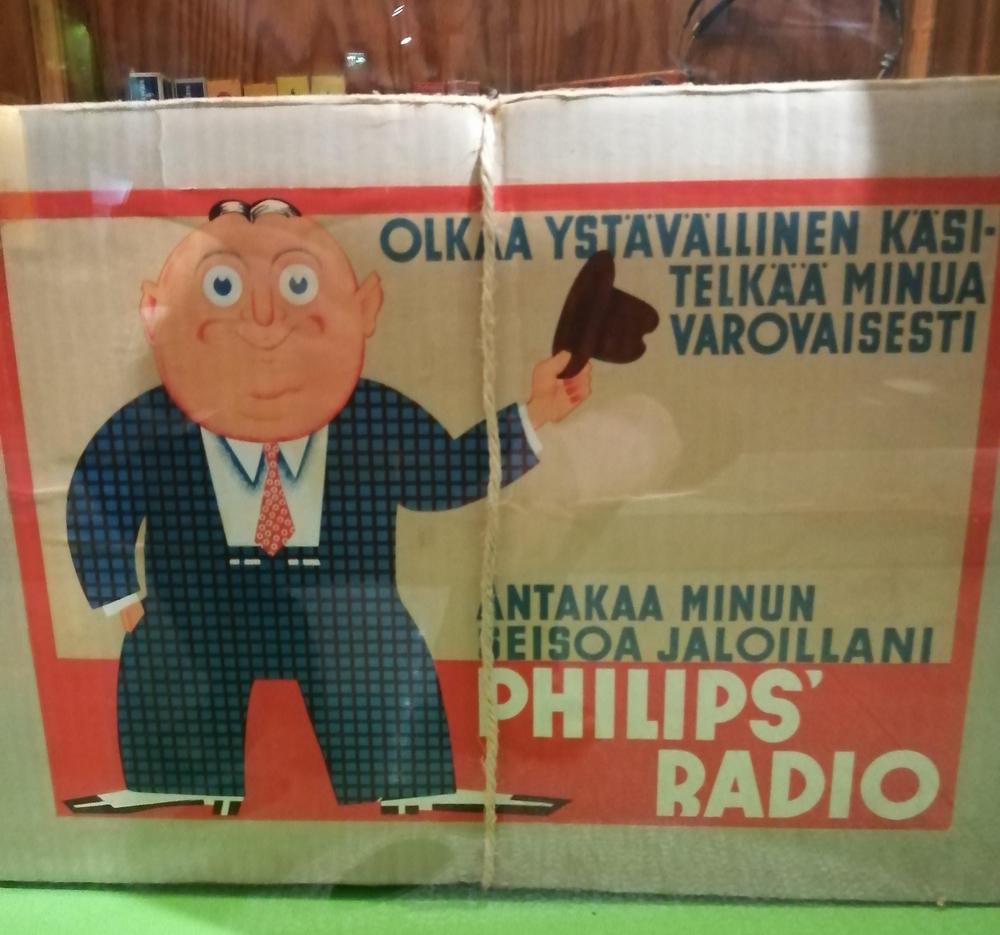 OLKAA YSTÄVÄLLINEN KÄSI-
TELKÄÄ MINUA
VAROVAISESTI
ANTAKAA MINUN
SEISOA JALOILLANI
PHILIPS'
RADIO